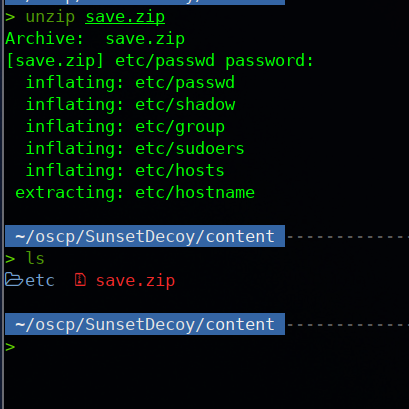 > unzip save.zip
Archive:  save.zip
[save.zip] etc/passwd password:
  inflating: etc/passwd
  inflating: etc/shadow
  inflating: etc/group
  inflating: etc/sudoers
  inflating: etc/hosts
 extracting: etc/hostname
~/oscp/SunsetDecoy/content -------------
> ls
etc  save.zip
~/oscp/SunsetDecoy/content -------------
>